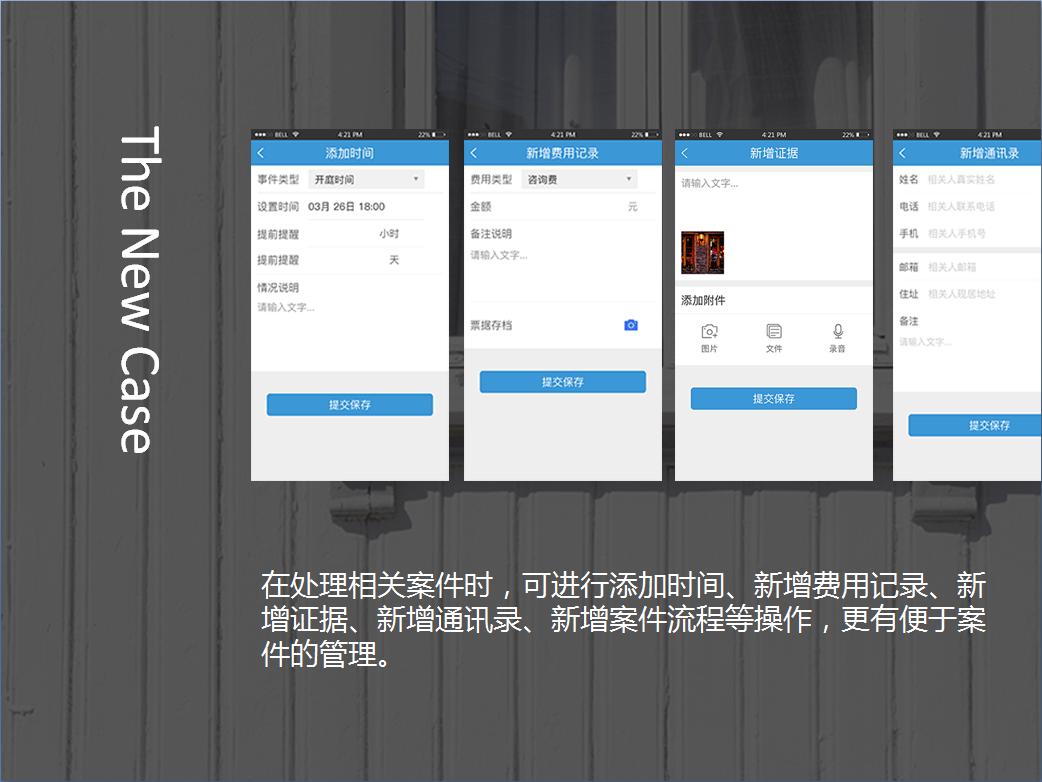 The New Case
BELL 4:21 PM 22%
添加时间
事件类型 开庭时间
设置时间 03月 26日 18:00
提前提醒 小时
提前提醒 天
情况说明
请输入文字...
提交保存
BELL 4:21 PM 22%
新增费用记录
费用类型 咨询费
金额 元
备注说明
请输入文字...
票据存档
提交保存
BELL 4:21 PM 22%
新增证据
请输入文字...
添加附件
图片 文件 录音
提交保存
BELL 4:21 PM
新增通讯录
姓名 相关人真实姓名
电话 相关人联系电话
手机 相关人手机号
邮箱 相关人邮箱
住址 相关人现居地址
备注
请输入文字...
提交保存
在处理相关案件时，可进行添加时间、新增费用记录、新
增证据、新增通讯录、新增案件流程等操作，更有便于案
件的管理。